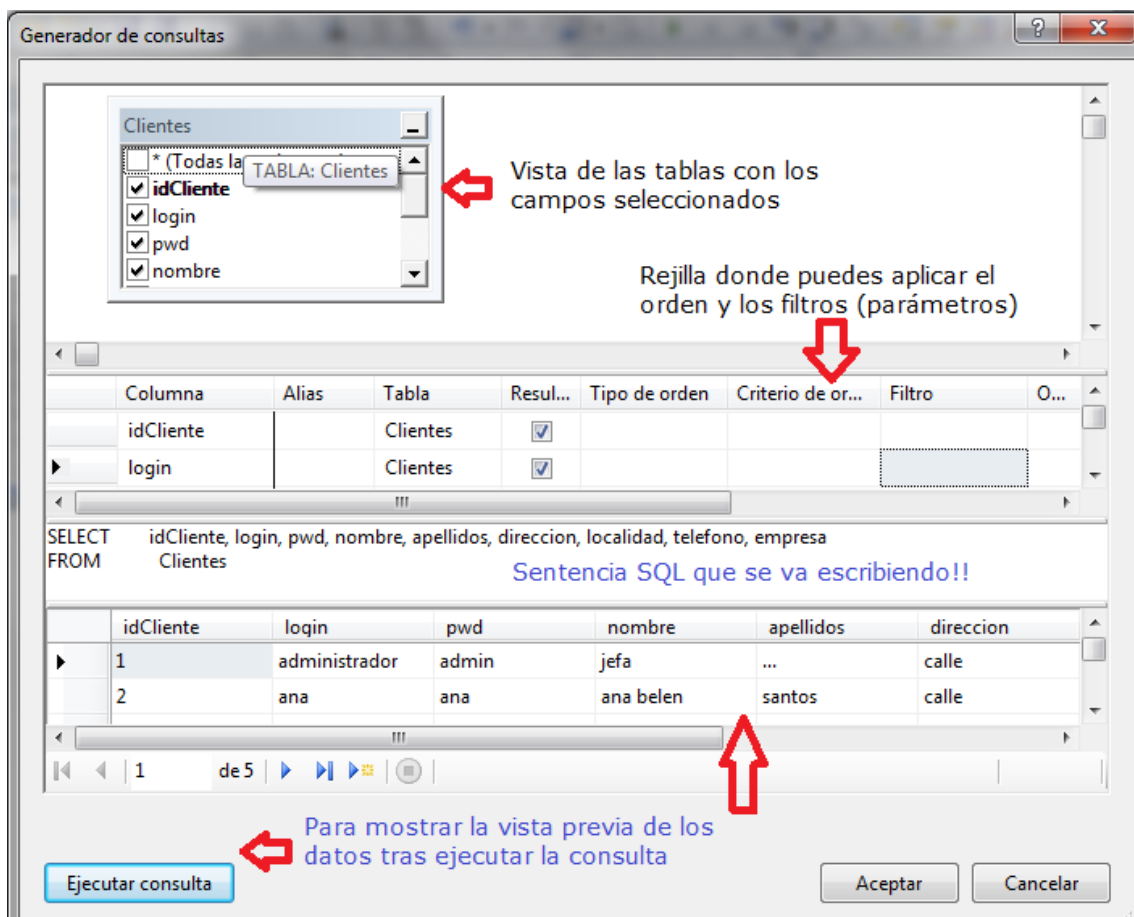 Generador de consultas
Clientes
* (Todas la
TABLA: Clientes
idCliente
login
pwd
nombre
Vista de las tablas con los
campos seleccionados
Rejilla donde puedes aplicar el
orden y los filtros (parámetros)
Columna Alias Tabla Resul... Tipo de orden Criterio de or... Filtro O...
idCliente Clientes
login Clientes
SELECT idCliente, login, pwd, nombre, apellidos, direccion, localidad, telefono, empresa
FROM Clientes
Sentencia SQL que se va escribiendo!!
idCliente login pwd nombre apellidos direccion
1 administrador admin jefa ... calle
2 ana ana ana belen santos calle
1 de 5
Para mostrar la vista previa de los
datos tras ejecutar la consulta
Ejecutar consulta Aceptar Cancelar